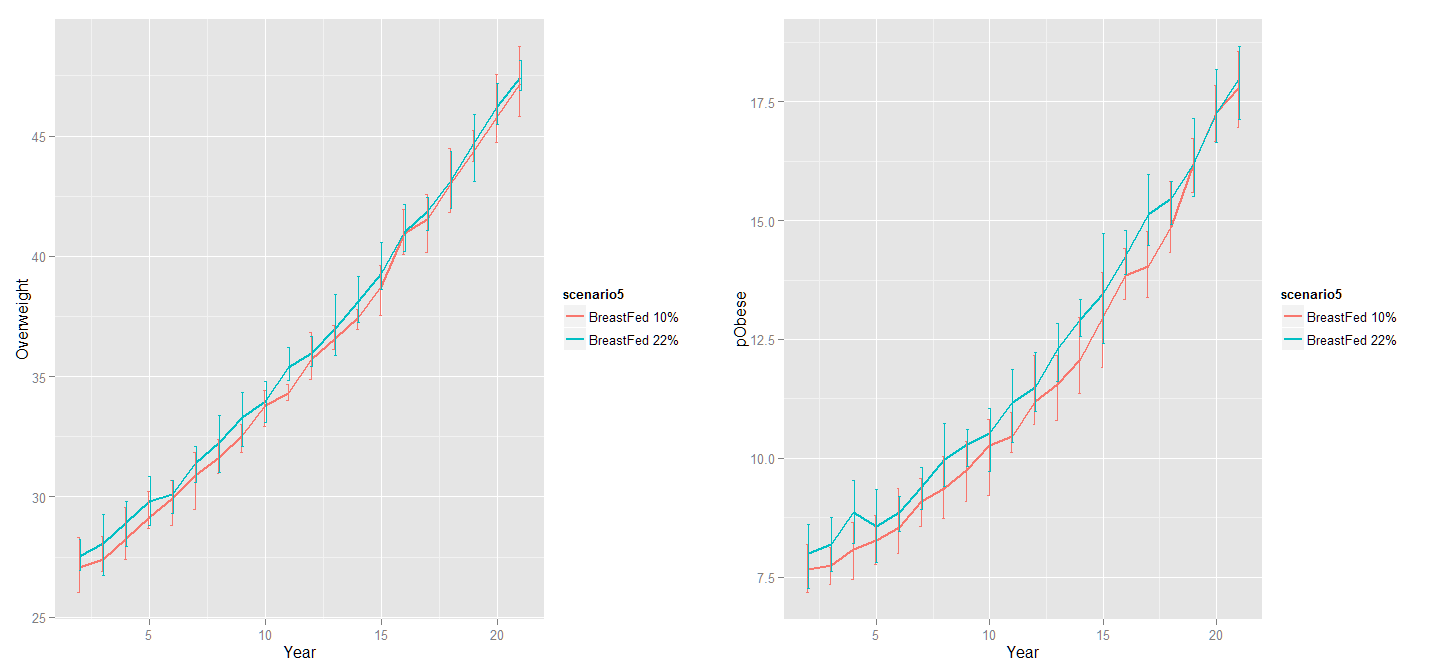 Overweight
45
40
35
30
25
5 10 15 20
Year
scenario5
BreastFed 10%
BreastFed 22%
pObese
17.5
15.0
12.5
10.0
7.5
5 10 15 20
Year
scenario5
BreastFed 10%
BreastFed 22%